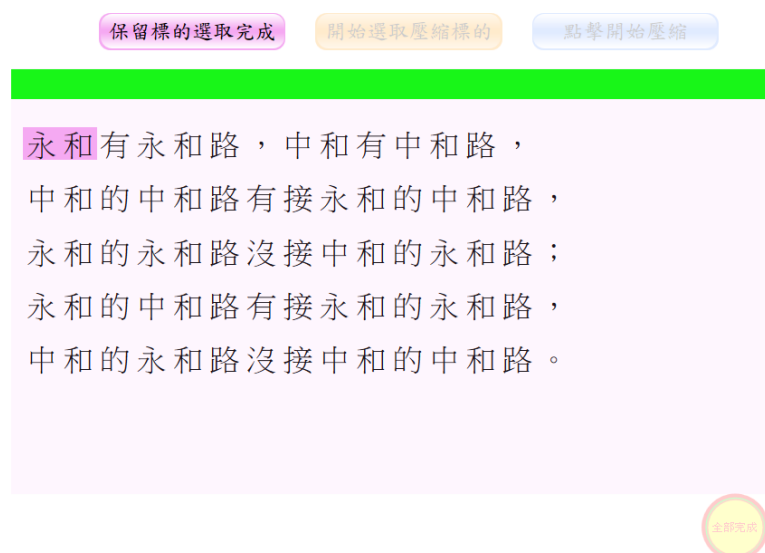 保留標的選取完成 開始選取壓縮標的 點擊開始壓縮
永和有永和路，中和有中和路，
中和的中和路有接永和的中和路，
永和的永和路沒接中和的永和路；
永和的中和路有接永和的永和路，
中和的永和路沒接中和的中和路。
全部完成